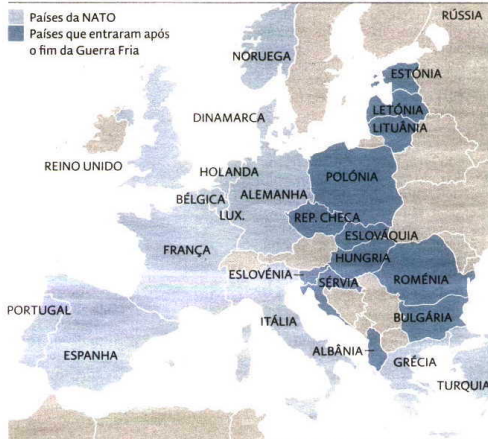 Países da NATO
Países que entraram após
o fim da Guerra Fria
RÚSSIA
NORUEGA
ESTÓNIA
LETÓNIA
LITUÂNIA
DINAMARCA
REINO UNIDO
HOLANDA
BÉLGICA
ALEMANHA
LUX.
POLÓNIA
REP. CHECA
ESLOVÁQUIA
FRANÇA
HUNGRIA
ESLOVÉNIA
SÉRVIA
ROMÉNIA
PORTUGAL
ESPANHA
ITÁLIA
BULGÁRIA
ALBÂNIA
GRÉCIA
TURQUIA